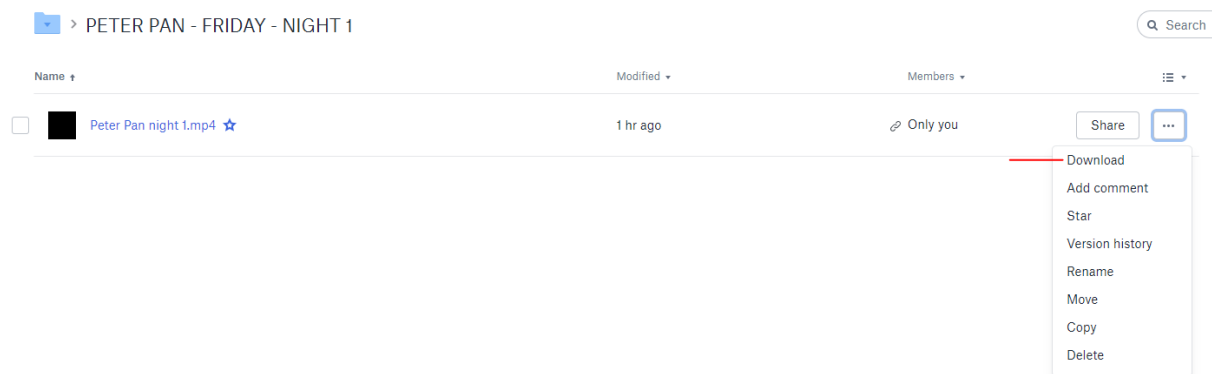 PETER PAN - FRIDAY - NIGHT 1
Search
Name Modified Members
Peter Pan night 1.mp4 1 hr ago Only you Share
Download
Add comment
Star
Version history
Rename
Move
Copy
Delete